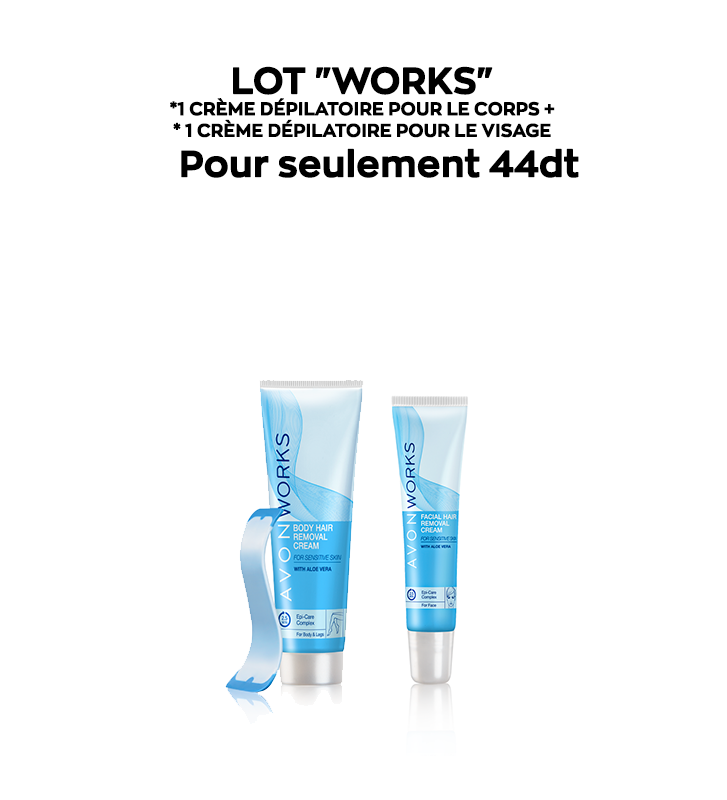 LOT "WORKS"
*1 CRÈME DÉPILATOIRE POUR LE CORPS +
* 1 CRÈME DÉPILATOIRE POUR LE VISAGE
Pour seulement 44dt
AVON WORKS
BODY HAIR
REMOVAL
CREAM
FOR SENSITIVE SKIN
WITH ALOE VERA
Epi-Care
Complex
For Body & Legs
AVON WORKS
FACIAL HAIR
REMOVAL
CREAM
FOR SENSITIVE SKIN
WITH ALOE VERA
Epi-Care
Complex
For Face